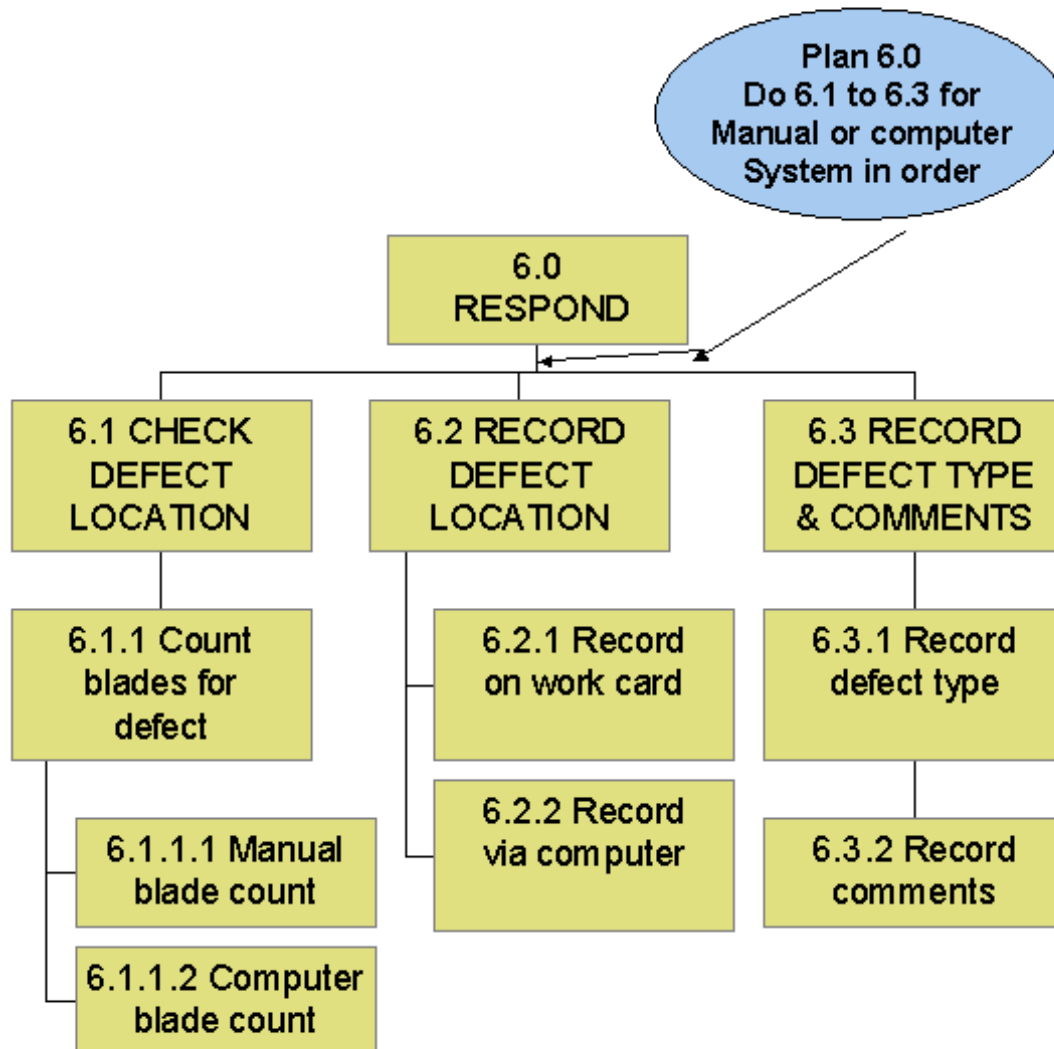 Plan 6.0
Do 6.1 to 6.3 for
Manual or computer
System in order
6.0
RESPOND
6.1 CHECK
DEFECT
LOCATION
6.2 RECORD
DEFECT
LOCATION
6.3 RECORD
DEFECT TYPE
& COMMENTS
6.1.1 Count
blades for
defect
6.2.1 Record
on work card
6.3.1 Record
defect type
6.2.2 Record
via computer
6.1.1.1 Manual
blade count
6.3.2 Record
comments
6.1.1.2 Computer
blade count